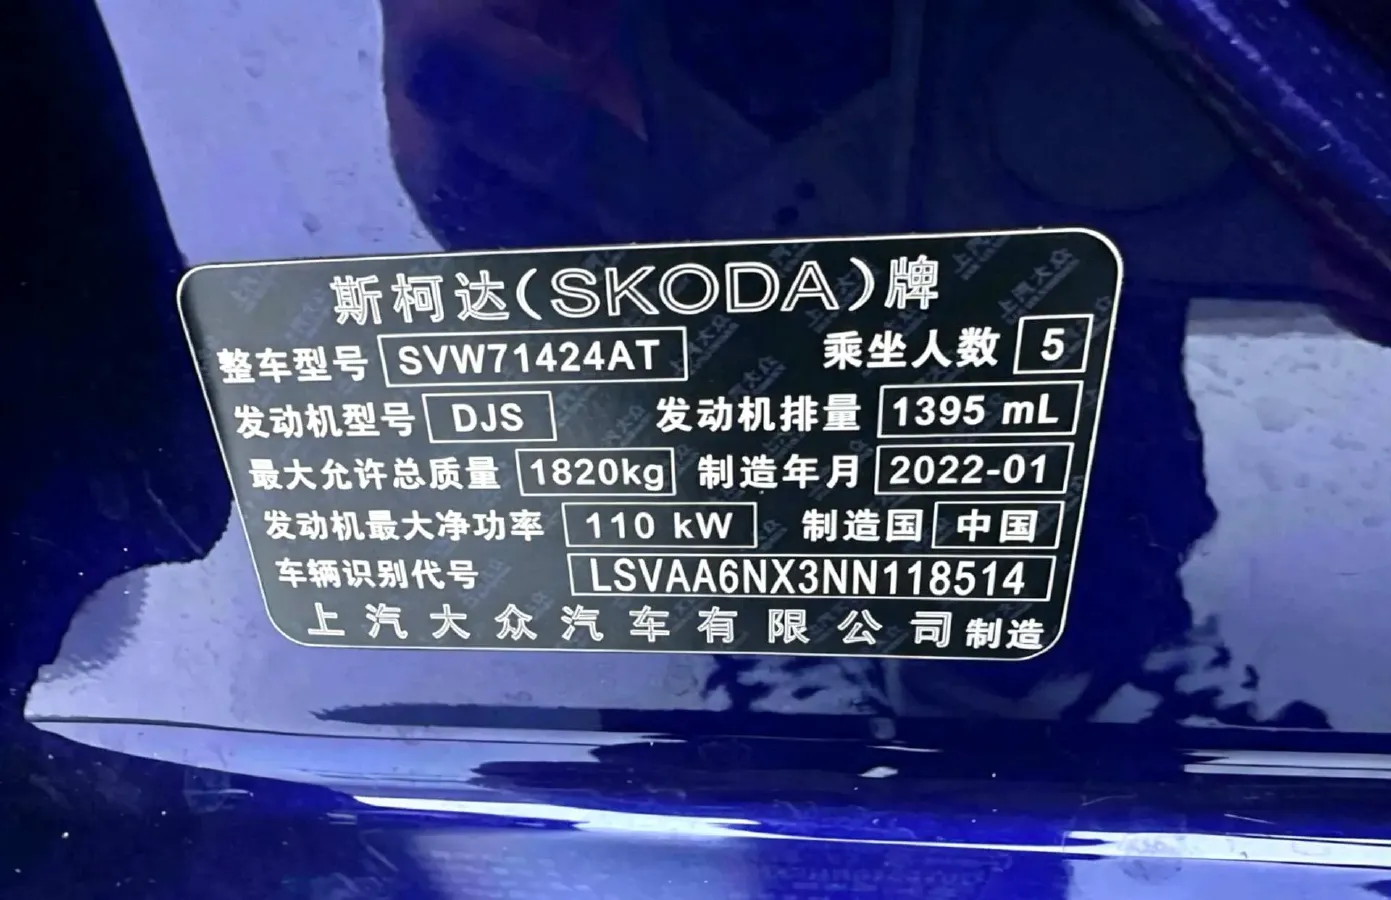 斯柯达(SKODA)牌
整车型号 SVW71424AT 乘坐人数 5
发动机型号 DJS 发动机排量 1395 mL
最大允许总质量 1820kg 制造年月 2022-01
发动机最大净功率 110 kW 制造国 中国
车辆识别代号 LSVAA6NX3NN118514
上汽大众汽车有限公司制造